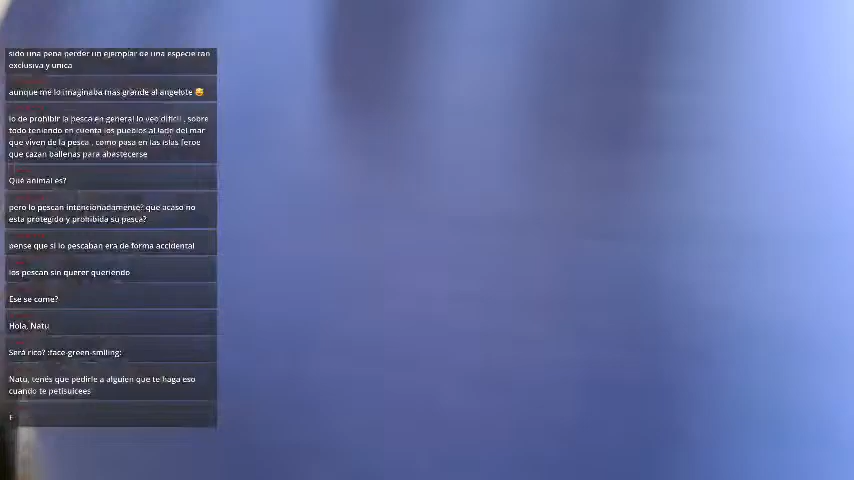 sido una pena perder un ejemplar de una especie tan
exclusiva y unica
aunque me lo imaginaba mas grande al angelote 😅
lo de prohibir la pesca en general lo veo dificil , sobre
todo teniendo en cuenta los pueblos al lado del mar
que viven de la pesca , como pasa en las islas feroe
que cazan ballenas para abastecerse
Qué animal es?
pero lo pescan intencionadamente? que acaso no
esta protegido y prohibida su pesca?
pense que si lo pescaban era de forma accidental
los pescan sin querer queriendo
Ese se come?
Hola, Natu
Será rico? :face-green-smiling:
Natu, tenés que pedirle a alguien que te haga eso
cuando te petisuicees
F